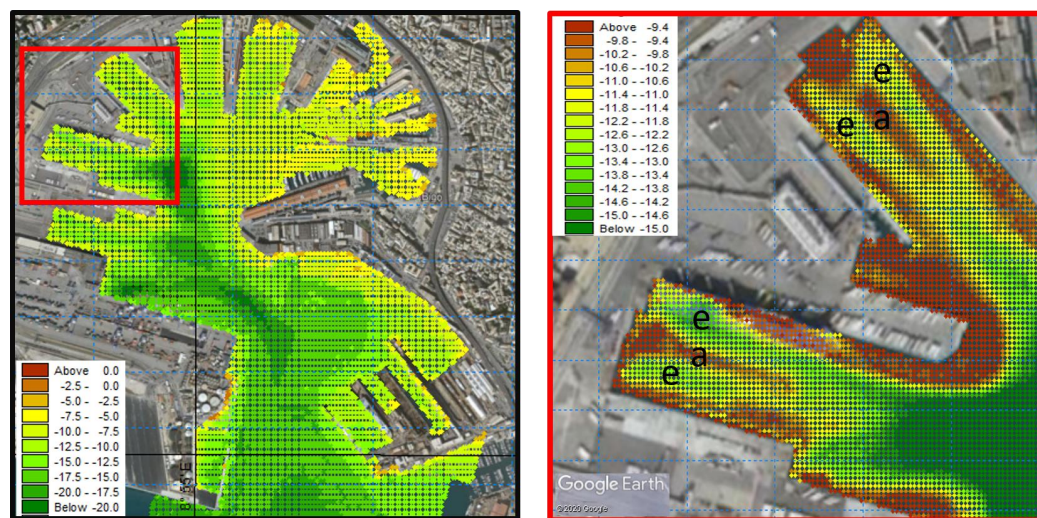 Above 0.0
-2.5 - 0.0
-5.0 - -2.5
-7.5 - -5.0
-10.0 - -7.5
-12.5 - -10.0
-15.0 - -12.5
-17.5 - -15.0
-20.0 - -17.5
Below -20.0
Above -9.4
-9.8 - -9.4
-10.2 - -9.8
-10.6 - -10.2
-11.0 - -10.6
-11.4 - -11.0
-11.8 - -11.4
-12.2 - -11.8
-12.6 - -12.2
-13.0 - -12.6
-13.4 - -13.0
-13.8 - -13.4
-14.2 - -13.8
-14.6 - -14.2
-15.0 - -14.6
Below -15.0
e
a
e
e
a
e
Google Earth